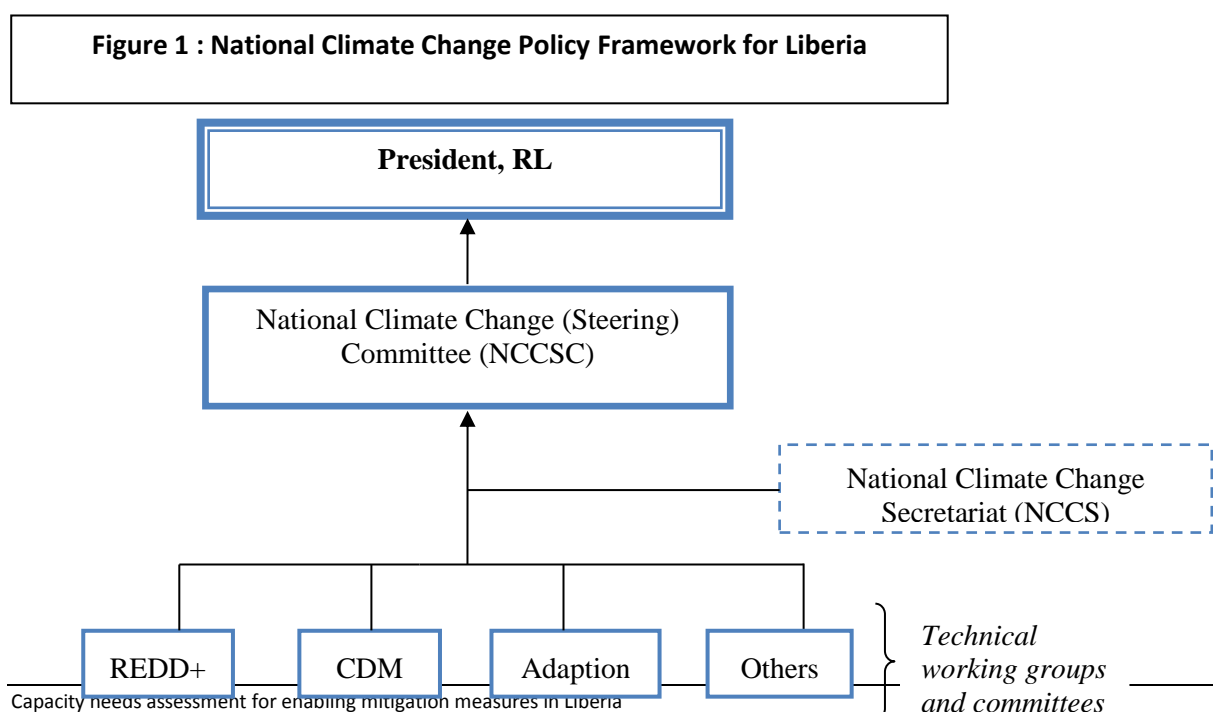 Figure 1 : National Climate Change Policy Framework for Liberia
President, RL
National Climate Change (Steering)
Committee (NCCSC)
National Climate Change
Secretariat (NCCS)
REDD+
CDM
Adaption
Others
Technical
working groups
and committees
Capacity needs assessment for enabling mitigation measures in Liberia